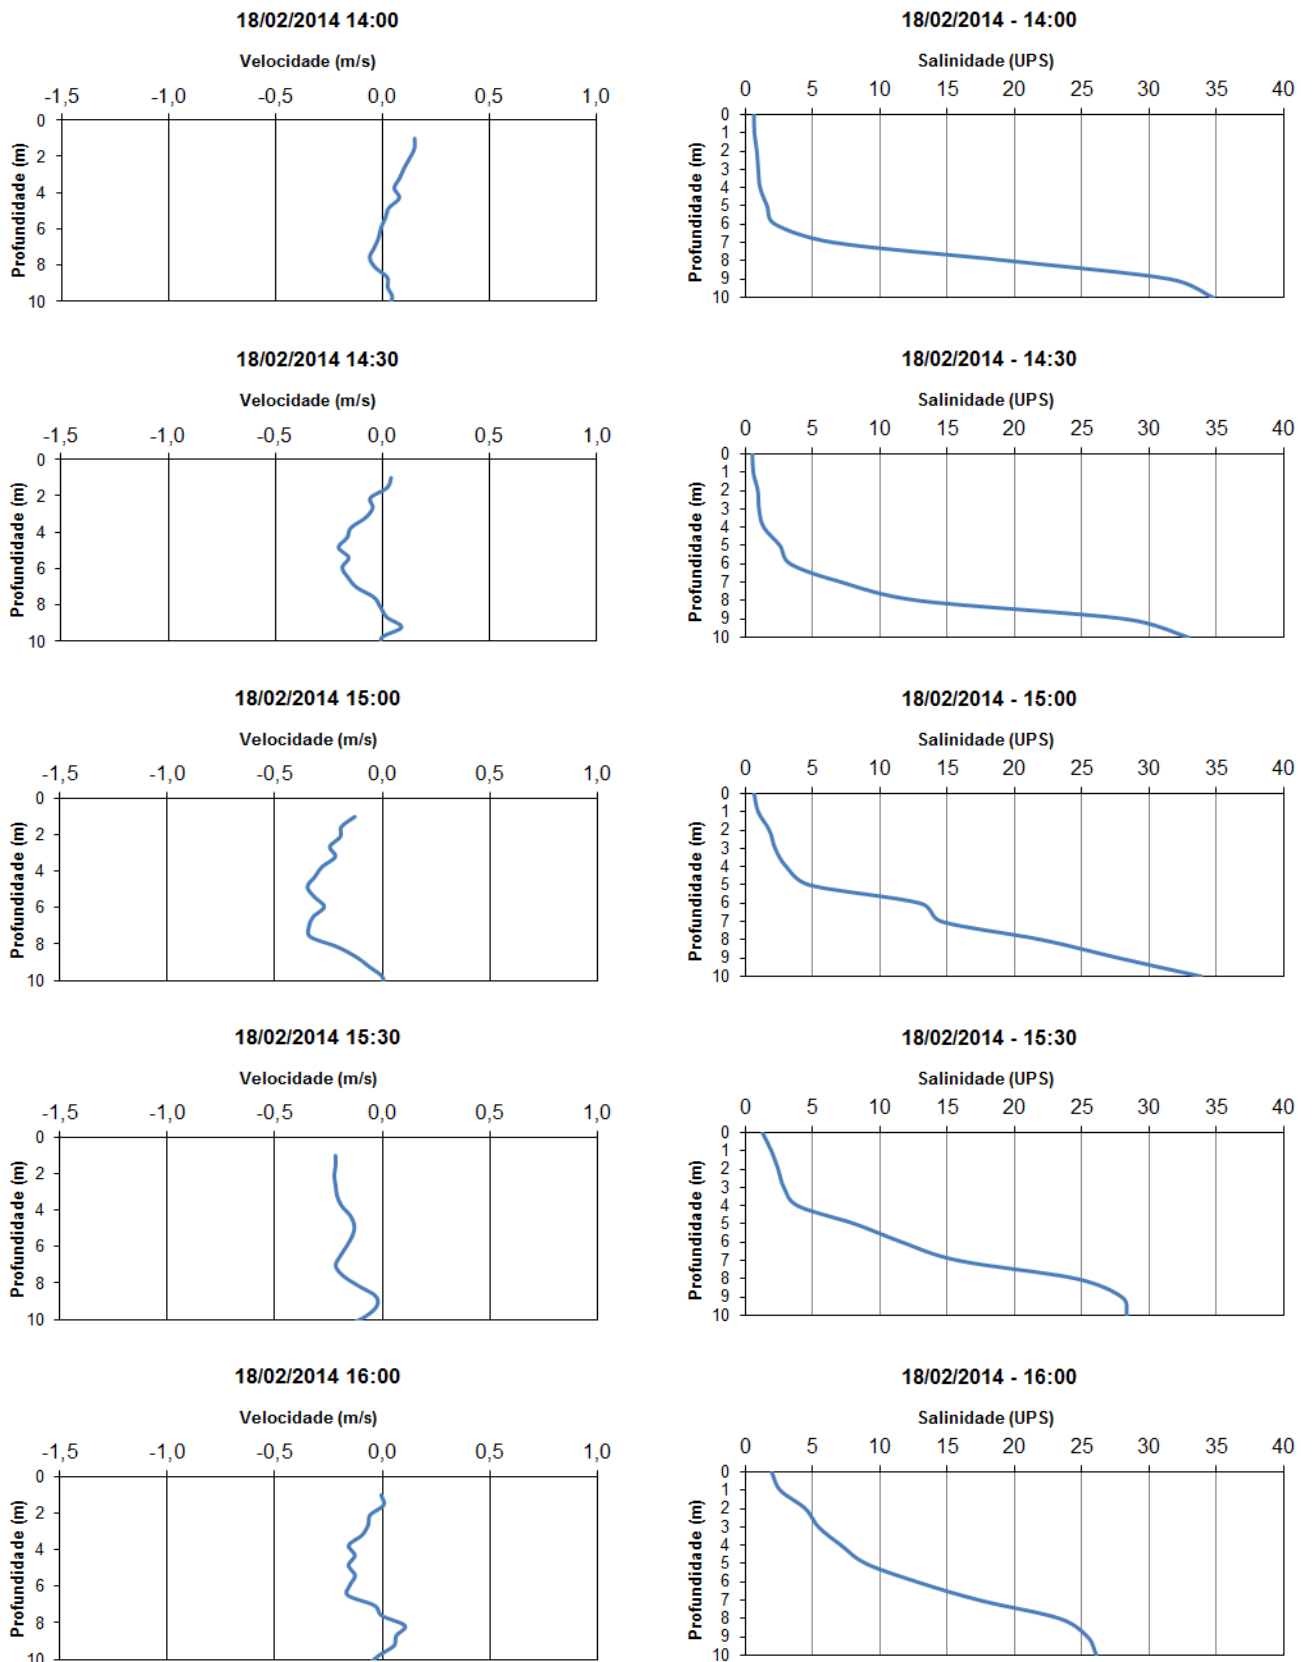 18/02/2014 14:00
Velocidade (m/s)
-1,5 -1,0 -0,5 0,0 0,5 1,0
Profundidade (m)
0
2
4
6
8
10
18/02/2014 - 14:00
Salinidade (UPS)
0 5 10 15 20 25 30 35 40
Profundidade (m)
0
1
2
3
4
5
6
7
8
9
10
18/02/2014 14:30
Velocidade (m/s)
-1,5 -1,0 -0,5 0,0 0,5 1,0
Profundidade (m)
0
2
4
6
8
10
18/02/2014 - 14:30
Salinidade (UPS)
0 5 10 15 20 25 30 35 40
Profundidade (m)
0
1
2
3
4
5
6
7
8
9
10
18/02/2014 15:00
Velocidade (m/s)
-1,5 -1,0 -0,5 0,0 0,5 1,0
Profundidade (m)
0
2
4
6
8
10
18/02/2014 - 15:00
Salinidade (UPS)
0 5 10 15 20 25 30 35 40
Profundidade (m)
0
1
2
3
4
5
6
7
8
9
10
18/02/2014 15:30
Velocidade (m/s)
-1,5 -1,0 -0,5 0,0 0,5 1,0
Profundidade (m)
0
2
4
6
8
10
18/02/2014 - 15:30
Salinidade (UPS)
0 5 10 15 20 25 30 35 40
Profundidade (m)
0
1
2
3
4
5
6
7
8
9
10
18/02/2014 16:00
Velocidade (m/s)
-1,5 -1,0 -0,5 0,0 0,5 1,0
Profundidade (m)
0
2
4
6
8
10
18/02/2014 - 16:00
Salinidade (UPS)
0 5 10 15 20 25 30 35 40
Profundidade (m)
0
1
2
3
4
5
6
7
8
9
10